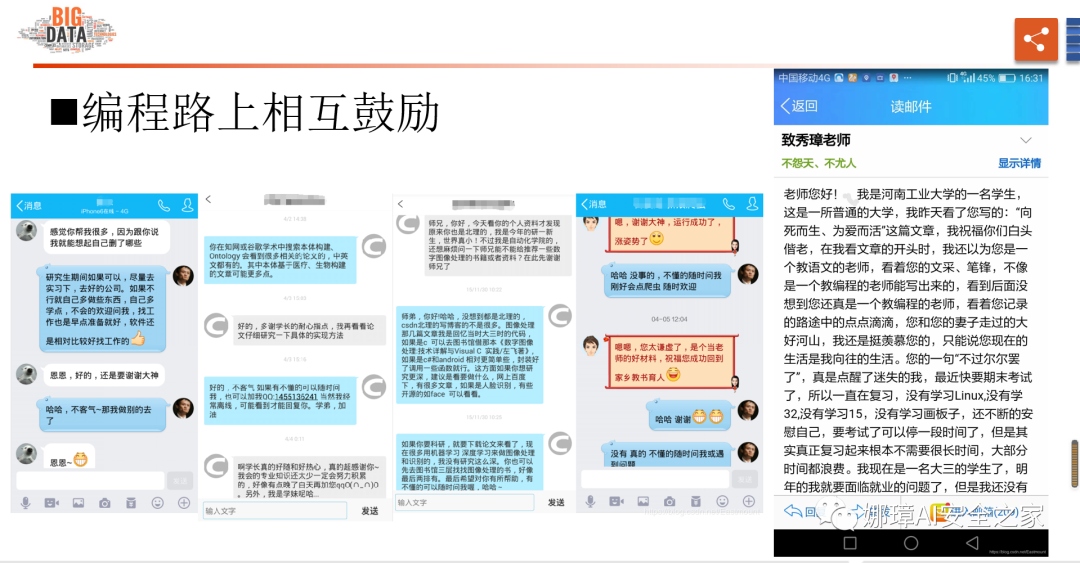 BIG
DATA
■编程路上相互鼓励
消息
iPhone6在线 - 4G
感觉你帮我很多，因为跟你说
我就能想起自己删了哪些
研究生期间如果可以，尽量去
实习下，去好的公司。如果不
行就自己多做些东西，自己多
学点，不会的欢迎问我，找工
作也是早点准备就好，软件还
是相对比较好找工作的
恩恩，好的，还是要谢谢大神
哈哈，不客气~那我做别的去
了
恩恩~
发送
4/3 14:38
你在知网或谷歌学术中搜索本体构建、
Ontology 会看到很多相关的论义的，中英
文都有的。其中本体基于医疗、生物构建
的文章可能更多点。
好的，多谢学长的耐心指点，我再看看论
文仔细研究一下具体的实现方法
4/3 15:16
好的，不客气 如果有不懂的可以随时问
我，也可以加我QQ:1455136241 当然我经
常离线，可能看到才能回复你。学弟，加
油
啊学长真的好随和好热心，真的超感谢你~
我会的专业知识还太少一定会努力积累
的，好像有点晚了白天再加您qqO(∩_∩)O
。另外，我是学妹呢哈...
输入文字
发送
师兄，你好，今天看你的个人资料才发现
原来你也是北理的，我是今年的研一新
生，世界真小！不过我是自动化学院的，
还想麻烦问一下师兄能不能给推荐一些数
字图像处理的书籍或者资料？在此先谢谢
师兄了
师弟，你好!哈哈，没想到都是北理的，
csdn北理的写博客的不是很多。图像处理
那几篇文章我是回忆当时大三时的代码，
如果是c 可以去图书馆借那本《数字图像
处理:技术详解与Visual C 实践/左飞著》，
如果是c#和android 相对更简单些，封装好
了调用一些函数就行。这方面如果你想研
究更深，建议是看要做什么，网上百度
下，有很多文章，如果是人脸识别，有些
开源的如face 可以看看。
如果你要科研，就要下载论文来看了，现
在很多用机器学习 深度学习来做图像处理
和识别的，我没有研究这么深。你也可以
先去图书馆三层找找图像处理的书，好像
最后两排有。最后希望对你有所帮助，有
不懂的可以随时问我喔，哈哈~
输入文字
发送
消息
嗯，谢谢大神，运行成功了，
涨姿势了
哈哈 没事的，不懂的随时问我
刚好会点爬虫 随时欢迎
04-05 12:04
嗯嗯，您太谦虚了，是个当老
师的好材料，祝福您成功回到
家乡教书育人
哈哈 谢谢
没有 真的 不懂的随时问我或遇
到问题
中国移动4G
45%
16:31
返回
读邮件
致秀璋老师
不怨天、不尤人
显示详情
老师您好！ 我是河南工业大学的一名学生，
这是一所普通的大学，我昨天看了您写的：“向
死而生、为爱而活”这篇文章，我祝福你们白头
偕老，在我看文章的开头时，我还以为您是一
个教语文的老师，看着您的文采、笔锋，不像
是一个教编程的老师能写出来的，看到后面没
想到您还真是一个教编程的老师，看着您记录
的路途中的点点滴滴，您和您的妻子走过的大
好河山，我还是挺羡慕您的，只能说您现在的
生活是我向往的生活。您的一句“不过尔尔罢
了”，真是点醒了迷失的我，最近快要期末考试
了，所以一直在复习，没有学习Linux,没有学
32,没有学习15，没有学习画板子，还不断的安
慰自己，要考试了可以停一段时间了，但是其
实真正复习起来根本不需要很长时间，大部分
时间都浪费。我现在是一名大三的学生了，明
年的我就要面临就业的问题了，但是我还没有
娜璋AI安全之家